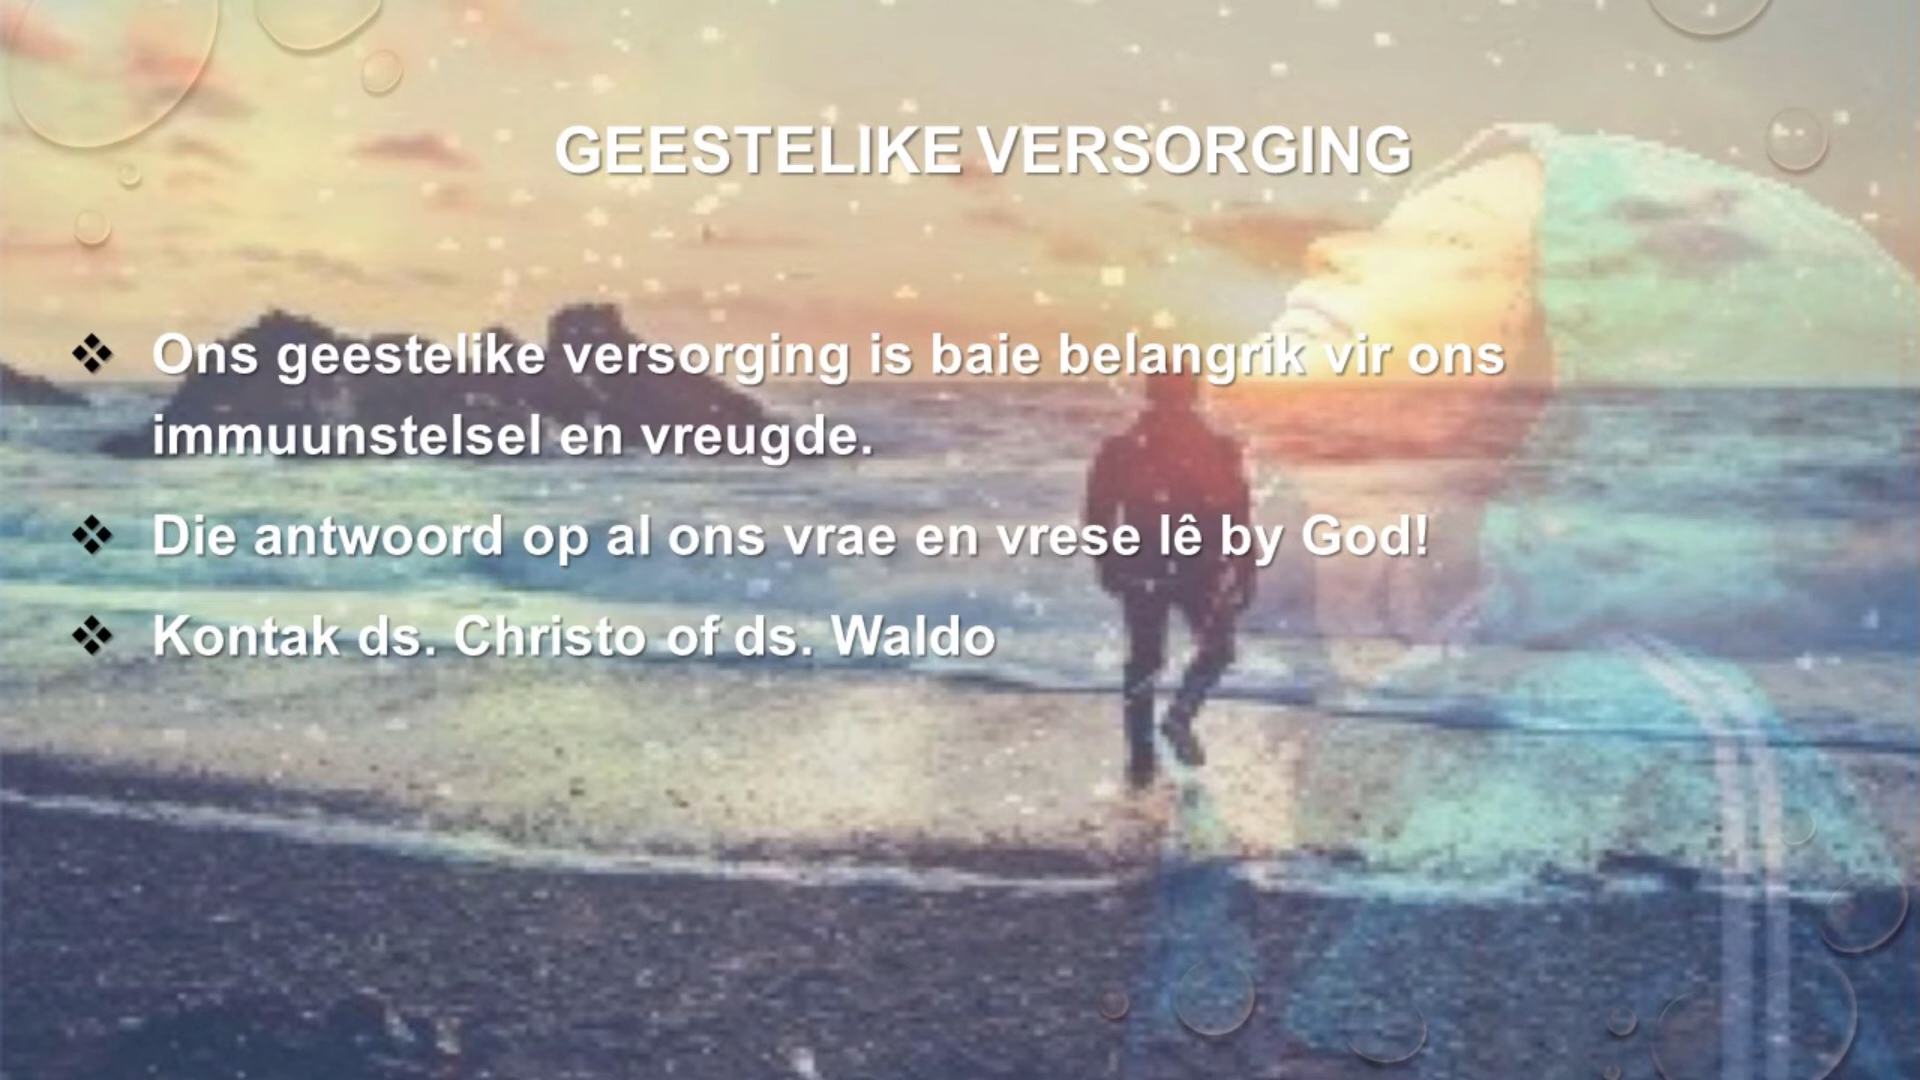 GEESTELIKE VERSORGING
❖ Ons geestelike versorging is baie belangrik vir ons
immuunstelsel en vreugde.
❖ Die antwoord op al ons vrae en vrese lê by God!
❖ Kontak ds. Christo of ds. Waldo